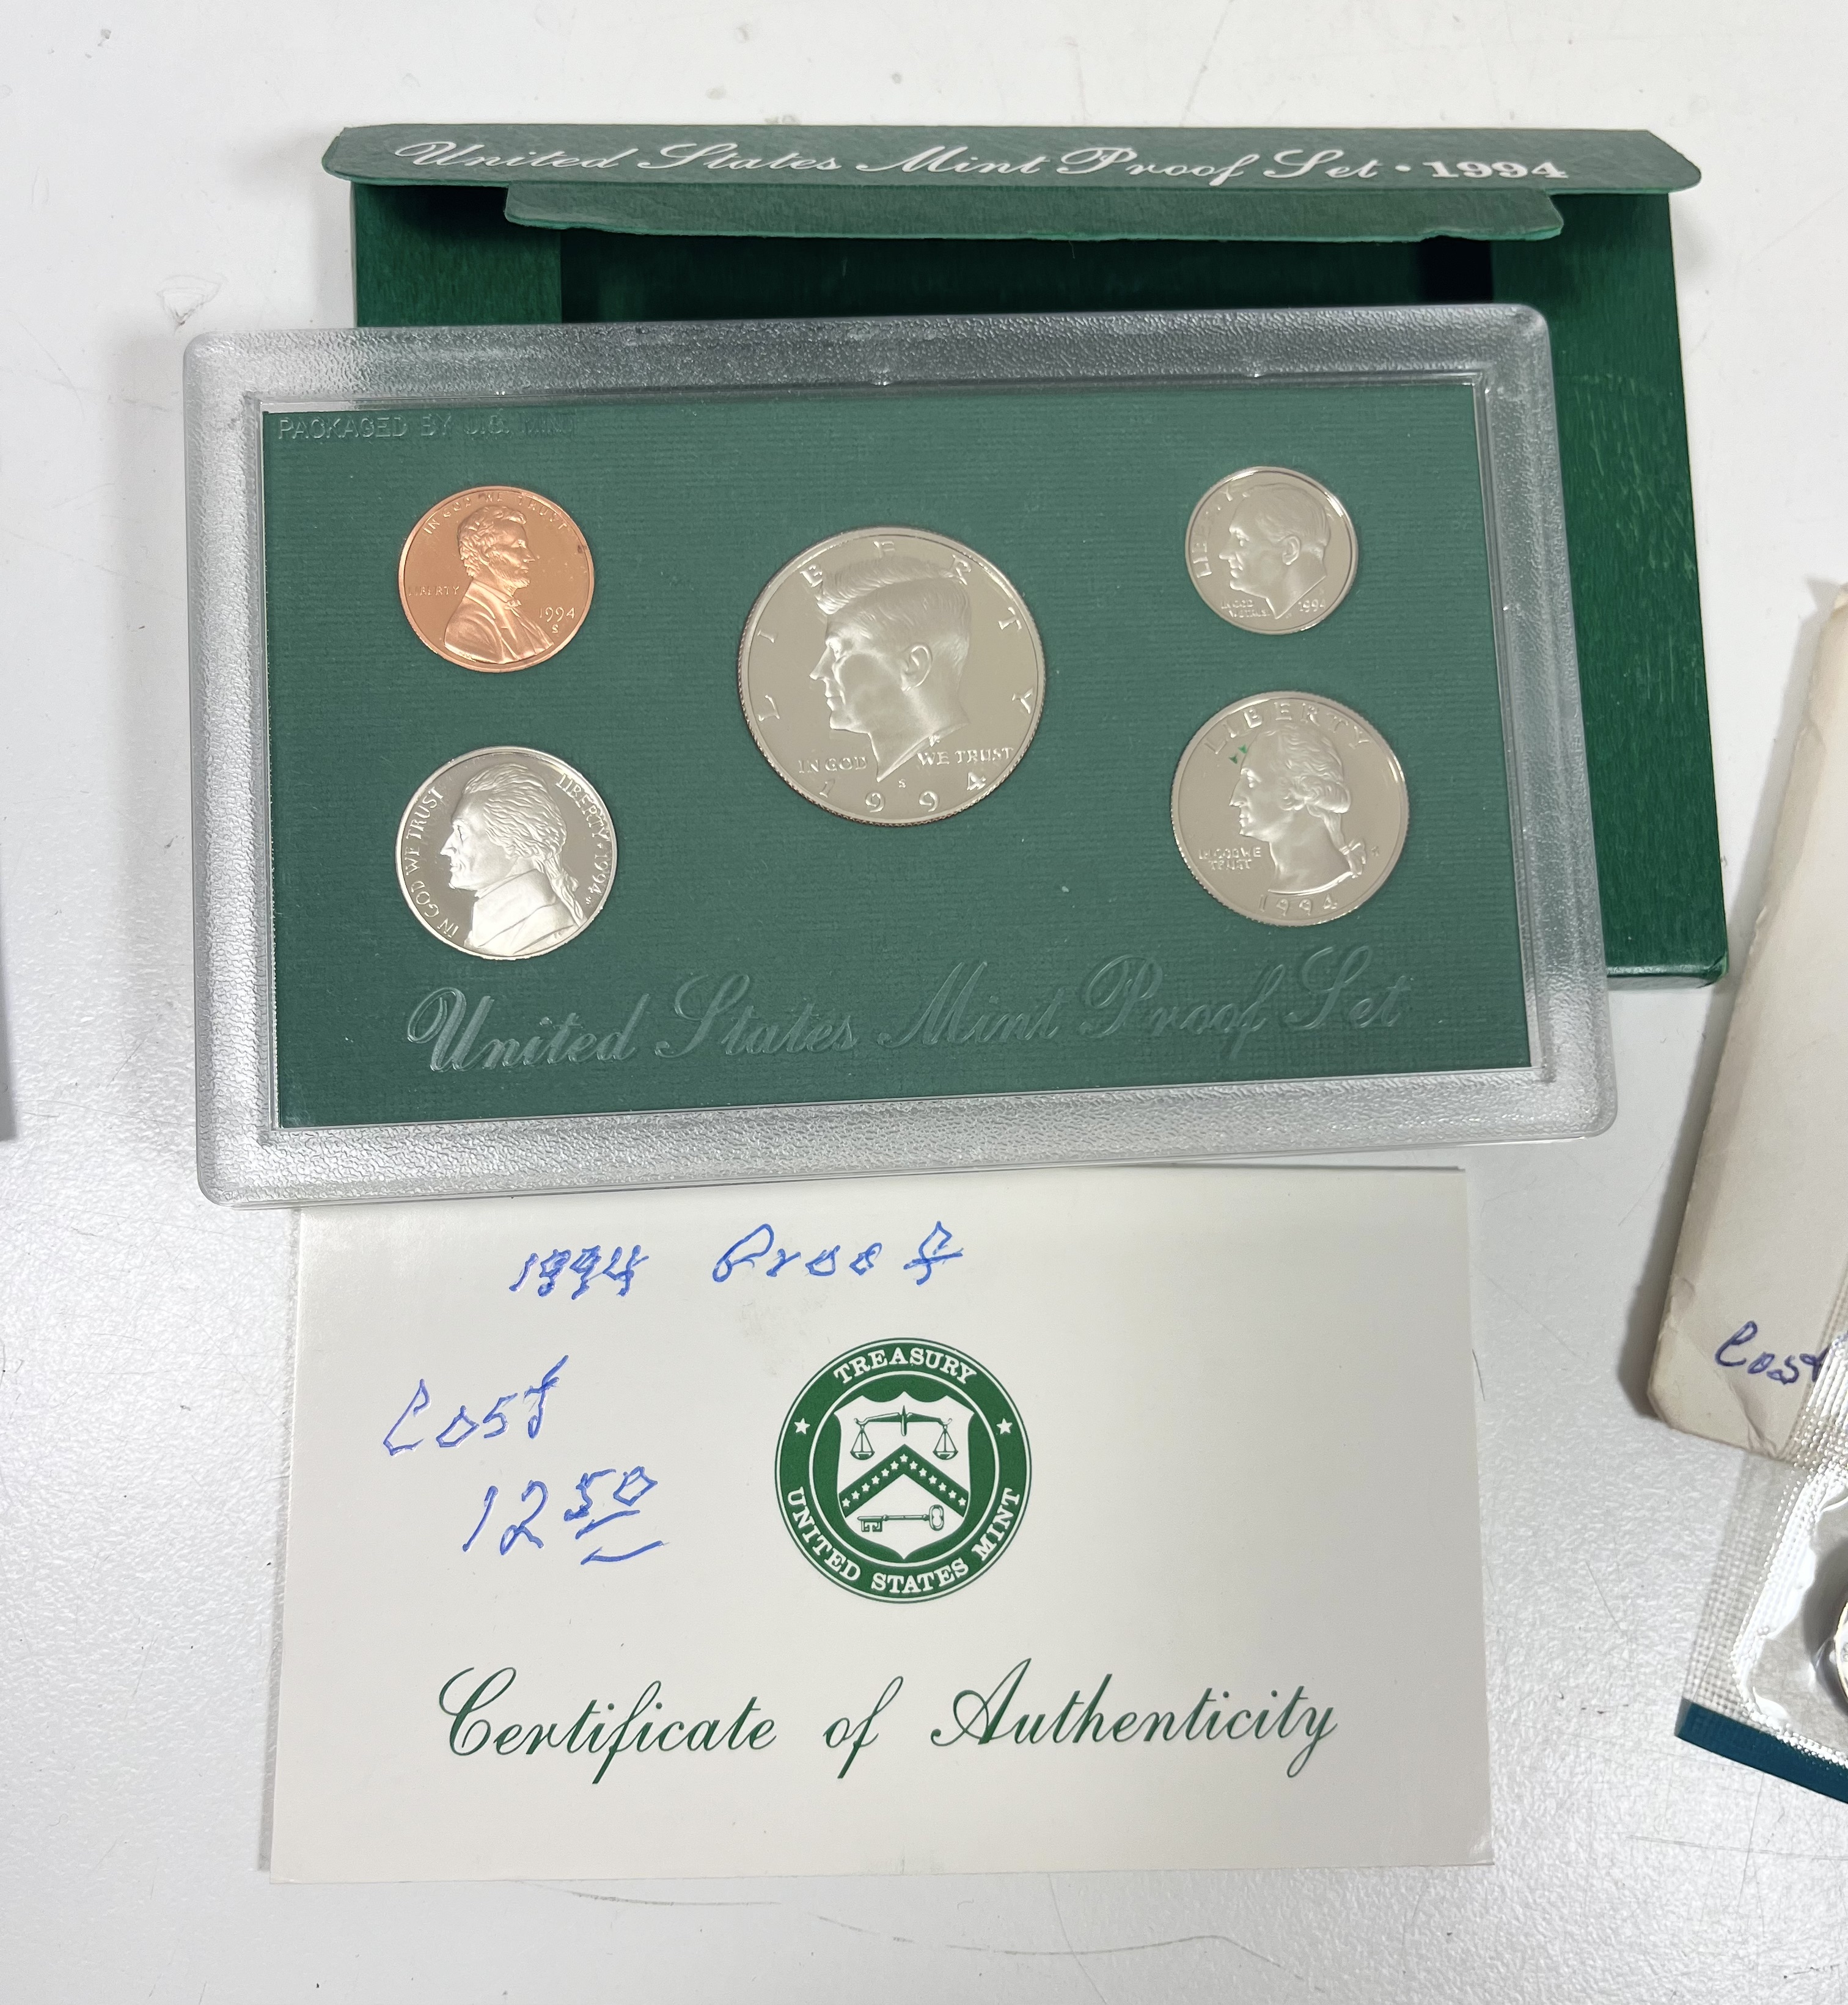 United States Mint Proof Set · 1994
PACKAGED BY U.S. MINT
IN GOD WE TRUST
LIBERTY
1994
S
LIBERTY
IN GOD WE TRUST
1994
S
LIBERTY
IN GOD
WE TRUST
1994
IN GOD WE TRUST
LIBERTY · 1994
S
LIBERTY
IN GOD WE
TRUST
1994
United States Mint Proof Set
1994 Proof
Cost
12 50
TREASURY
UNITED STATES MINT
Certificate of Authenticity
Cost